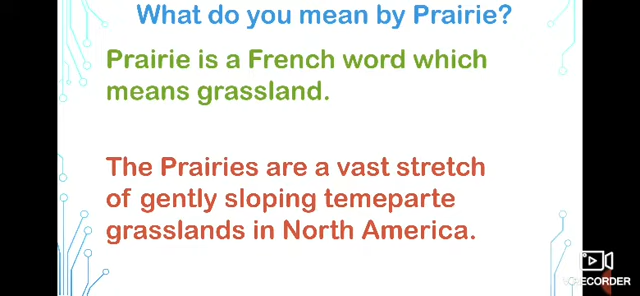 What do you mean by Prairie?
Prairie is a French word which
means grassland.
The Prairies are a vast stretch
of gently sloping temeparte
grasslands in North America.